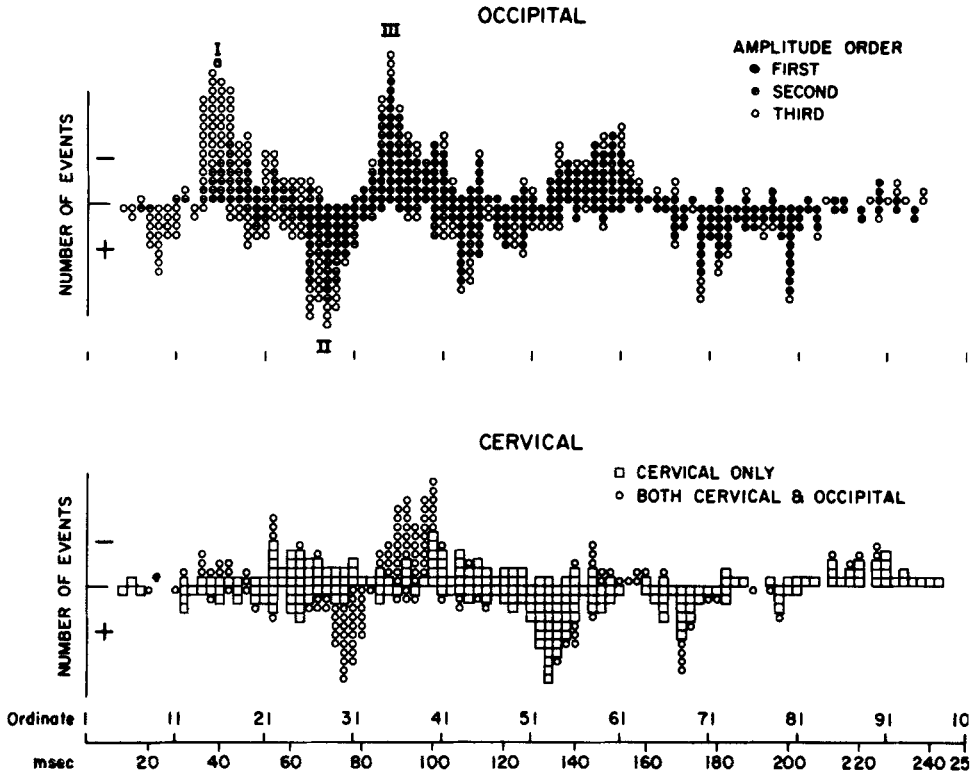 OCCIPITAL
III
I
AMPLITUDE ORDER
FIRST
SECOND
THIRD
NUMBER OF EVENTS
−
+
II
CERVICAL
CERVICAL ONLY
BOTH CERVICAL & OCCIPITAL
NUMBER OF EVENTS
−
+
Ordinate 1 11 21 31 41 51 61 71 81 91 10
msec 20 40 60 80 100 120 140 160 180 200 220 240 25